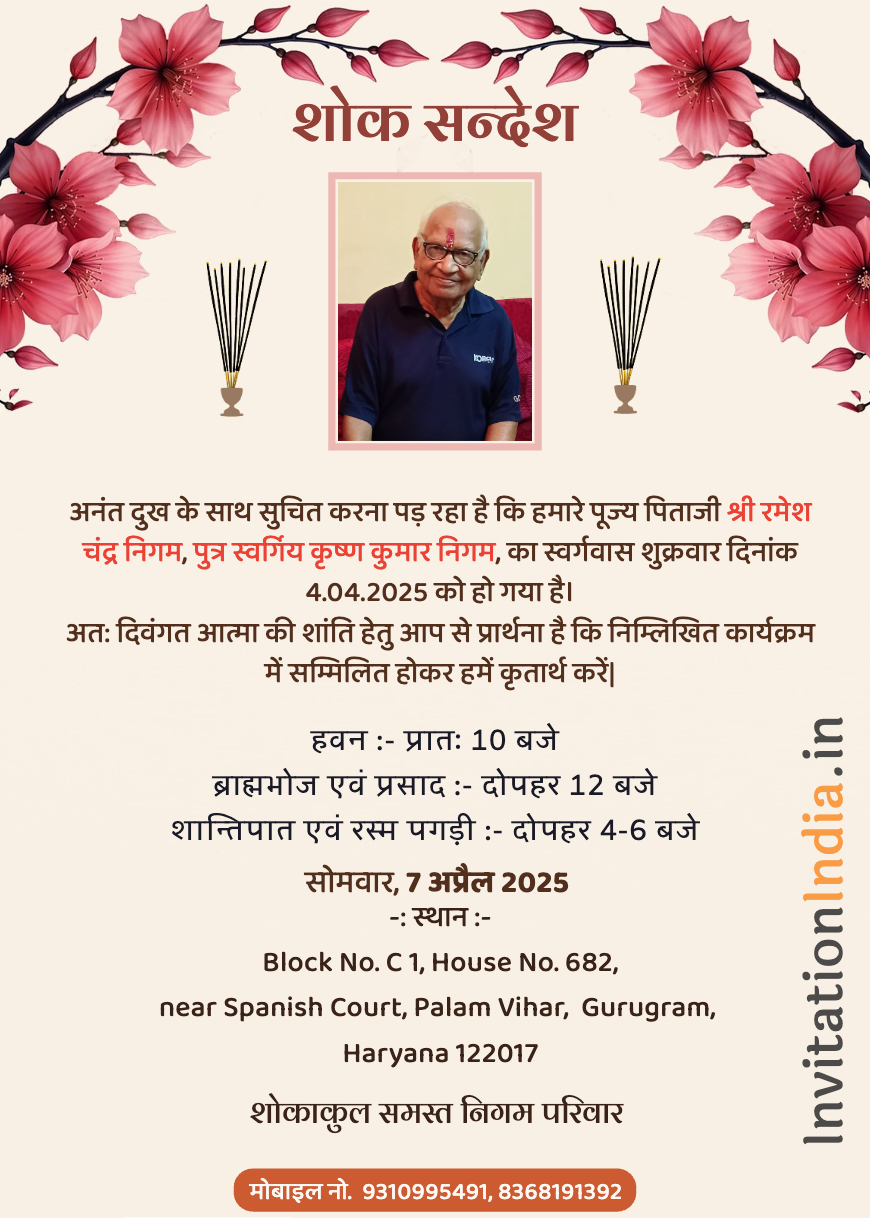 शोक सन्देश
अनंत दुख के साथ सुचित करना पड़ रहा है कि हमारे पूज्य पिताजी श्री रमेश
चंद्र निगम, पुत्र स्वर्गिय कृष्ण कुमार निगम, का स्वर्गवास शुक्रवार दिनांक
4.04.2025 को हो गया है।
अत: दिवंगत आत्मा की शांति हेतु आप से प्रार्थना है कि निम्लिखित कार्यक्रम
में सम्मिलित होकर हमें कृतार्थ करें|
हवन :- प्रातः 10 बजे
ब्राह्मभोज एवं प्रसाद :- दोपहर 12 बजे
शान्तिपात एवं रस्म पगड़ी :- दोपहर 4-6 बजे
सोमवार, 7 अप्रैल 2025
-: स्थान :-
Block No. C 1, House No. 682,
near Spanish Court, Palam Vihar, Gurugram,
Haryana 122017
शोकाकुल समस्त निगम परिवार
मोबाइल नो. 9310995491, 8368191392
InvitationIndia.in